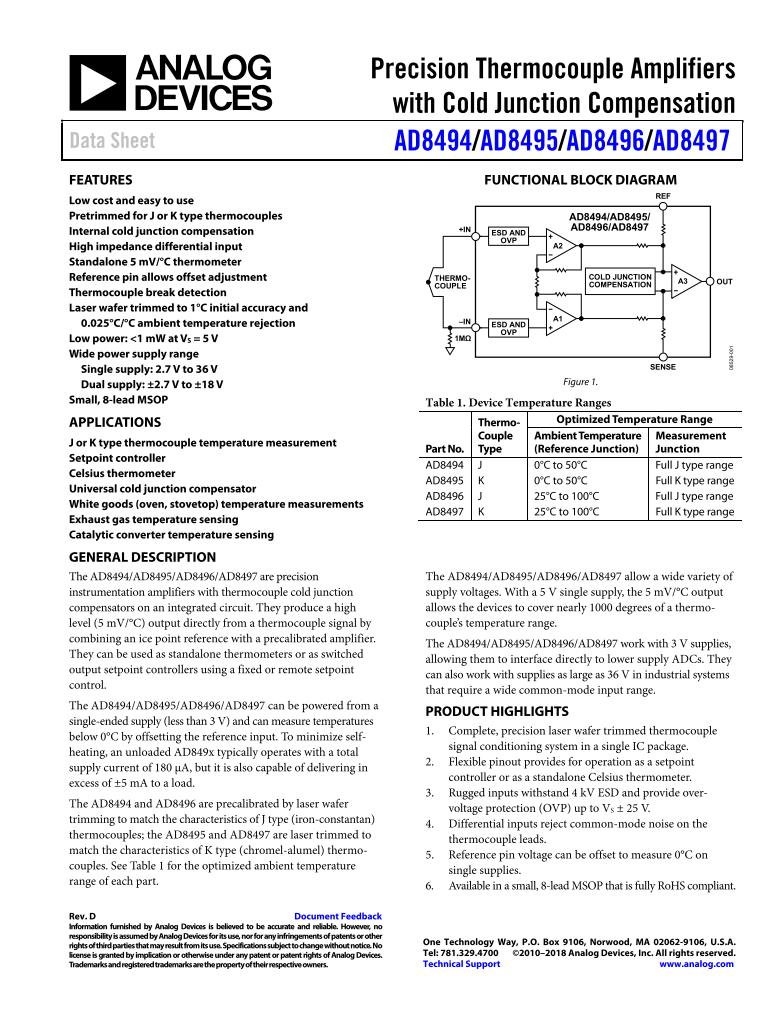 ANALOG
DEVICES
Precision Thermocouple Amplifiers
with Cold Junction Compensation
Data Sheet
AD8494/AD8495/AD8496/AD8497
FEATURES
Low cost and easy to use
Pretrimmed for J or K type thermocouples
Internal cold junction compensation
High impedance differential input
Standalone 5 mV/°C thermometer
Reference pin allows offset adjustment
Thermocouple break detection
Laser wafer trimmed to 1°C initial accuracy and
0.025°C/°C ambient temperature rejection
Low power: <1 mW at VS = 5 V
Wide power supply range
Single supply: 2.7 V to 36 V
Dual supply: ±2.7 V to ±18 V
Small, 8-lead MSOP
APPLICATIONS
J or K type thermocouple temperature measurement
Setpoint controller
Celsius thermometer
Universal cold junction compensator
White goods (oven, stovetop) temperature measurements
Exhaust gas temperature sensing
Catalytic converter temperature sensing
GENERAL DESCRIPTION
The AD8494/AD8495/AD8496/AD8497 are precision
instrumentation amplifiers with thermocouple cold junction
compensators on an integrated circuit. They produce a high
level (5 mV/°C) output directly from a thermocouple signal by
combining an ice point reference with a precalibrated amplifier.
They can be used as standalone thermometers or as switched
output setpoint controllers using a fixed or remote setpoint
control.
The AD8494/AD8495/AD8496/AD8497 can be powered from a
single-ended supply (less than 3 V) and can measure temperatures
below 0°C by offsetting the reference input. To minimize self-
heating, an unloaded AD849x typically operates with a total
supply current of 180 μA, but it is also capable of delivering in
excess of ±5 mA to a load.
The AD8494 and AD8496 are precalibrated by laser wafer
trimming to match the characteristics of J type (iron-constantan)
thermocouples; the AD8495 and AD8497 are laser trimmed to
match the characteristics of K type (chromel-alumel) thermo-
couples. See Table 1 for the optimized ambient temperature
range of each part.
FUNCTIONAL BLOCK DIAGRAM
REF
AD8494/AD8495/
AD8496/AD8497
+IN
ESD AND
OVP
+
–
A2
THERMO-
COUPLE
COLD JUNCTION
COMPENSATION
+
–
A3
OUT
–IN
ESD AND
OVP
–
+
A1
1MΩ
SENSE
08529-001
Figure 1.
Table 1. Device Temperature Ranges
Thermo-
Couple
Type
Optimized Temperature Range
Part No.
Ambient Temperature
(Reference Junction)
Measurement
Junction
AD8494 J 0°C to 50°C Full J type range
AD8495 K 0°C to 50°C Full K type range
AD8496 J 25°C to 100°C Full J type range
AD8497 K 25°C to 100°C Full K type range
The AD8494/AD8495/AD8496/AD8497 allow a wide variety of
supply voltages. With a 5 V single supply, the 5 mV/°C output
allows the devices to cover nearly 1000 degrees of a thermo-
couple's temperature range.
The AD8494/AD8495/AD8496/AD8497 work with 3 V supplies,
allowing them to interface directly to lower supply ADCs. They
can also work with supplies as large as 36 V in industrial systems
that require a wide common-mode input range.
PRODUCT HIGHLIGHTS
1. Complete, precision laser wafer trimmed thermocouple
signal conditioning system in a single IC package.
2. Flexible pinout provides for operation as a setpoint
controller or as a standalone Celsius thermometer.
3. Rugged inputs withstand 4 kV ESD and provide over-
voltage protection (OVP) up to VS ± 25 V.
4. Differential inputs reject common-mode noise on the
thermocouple leads.
5. Reference pin voltage can be offset to measure 0°C on
single supplies.
6. Available in a small, 8-lead MSOP that is fully RoHS compliant.
Rev. D
Document Feedback
Information furnished by Analog Devices is believed to be accurate and reliable. However, no
responsibility is assumed by Analog Devices for its use, nor for any infringements of patents or other
rights of third parties that may result from its use. Specifications subject to change without notice. No
license is granted by implication or otherwise under any patent or patent rights of Analog Devices.
Trademarks and registered trademarks are the property of their respective owners.
One Technology Way, P.O. Box 9106, Norwood, MA 02062-9106, U.S.A.
Tel: 781.329.4700 ©2010–2018 Analog Devices, Inc. All rights reserved.
Technical Support www.analog.com